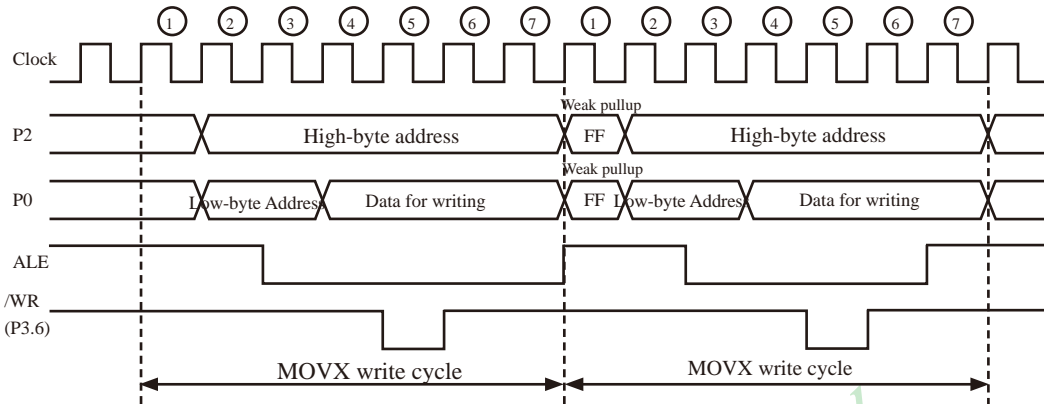 1 2 3 4 5 6 7 1 2 3 4 5 6 7
Clock
Weak pullup
P2 High-byte address FF High-byte address
Weak pullup
P0 Low-byte Address Data for writing FF Low-byte Address Data for writing
ALE
/WR
(P3.6)
MOVX write cycle MOVX write cycle